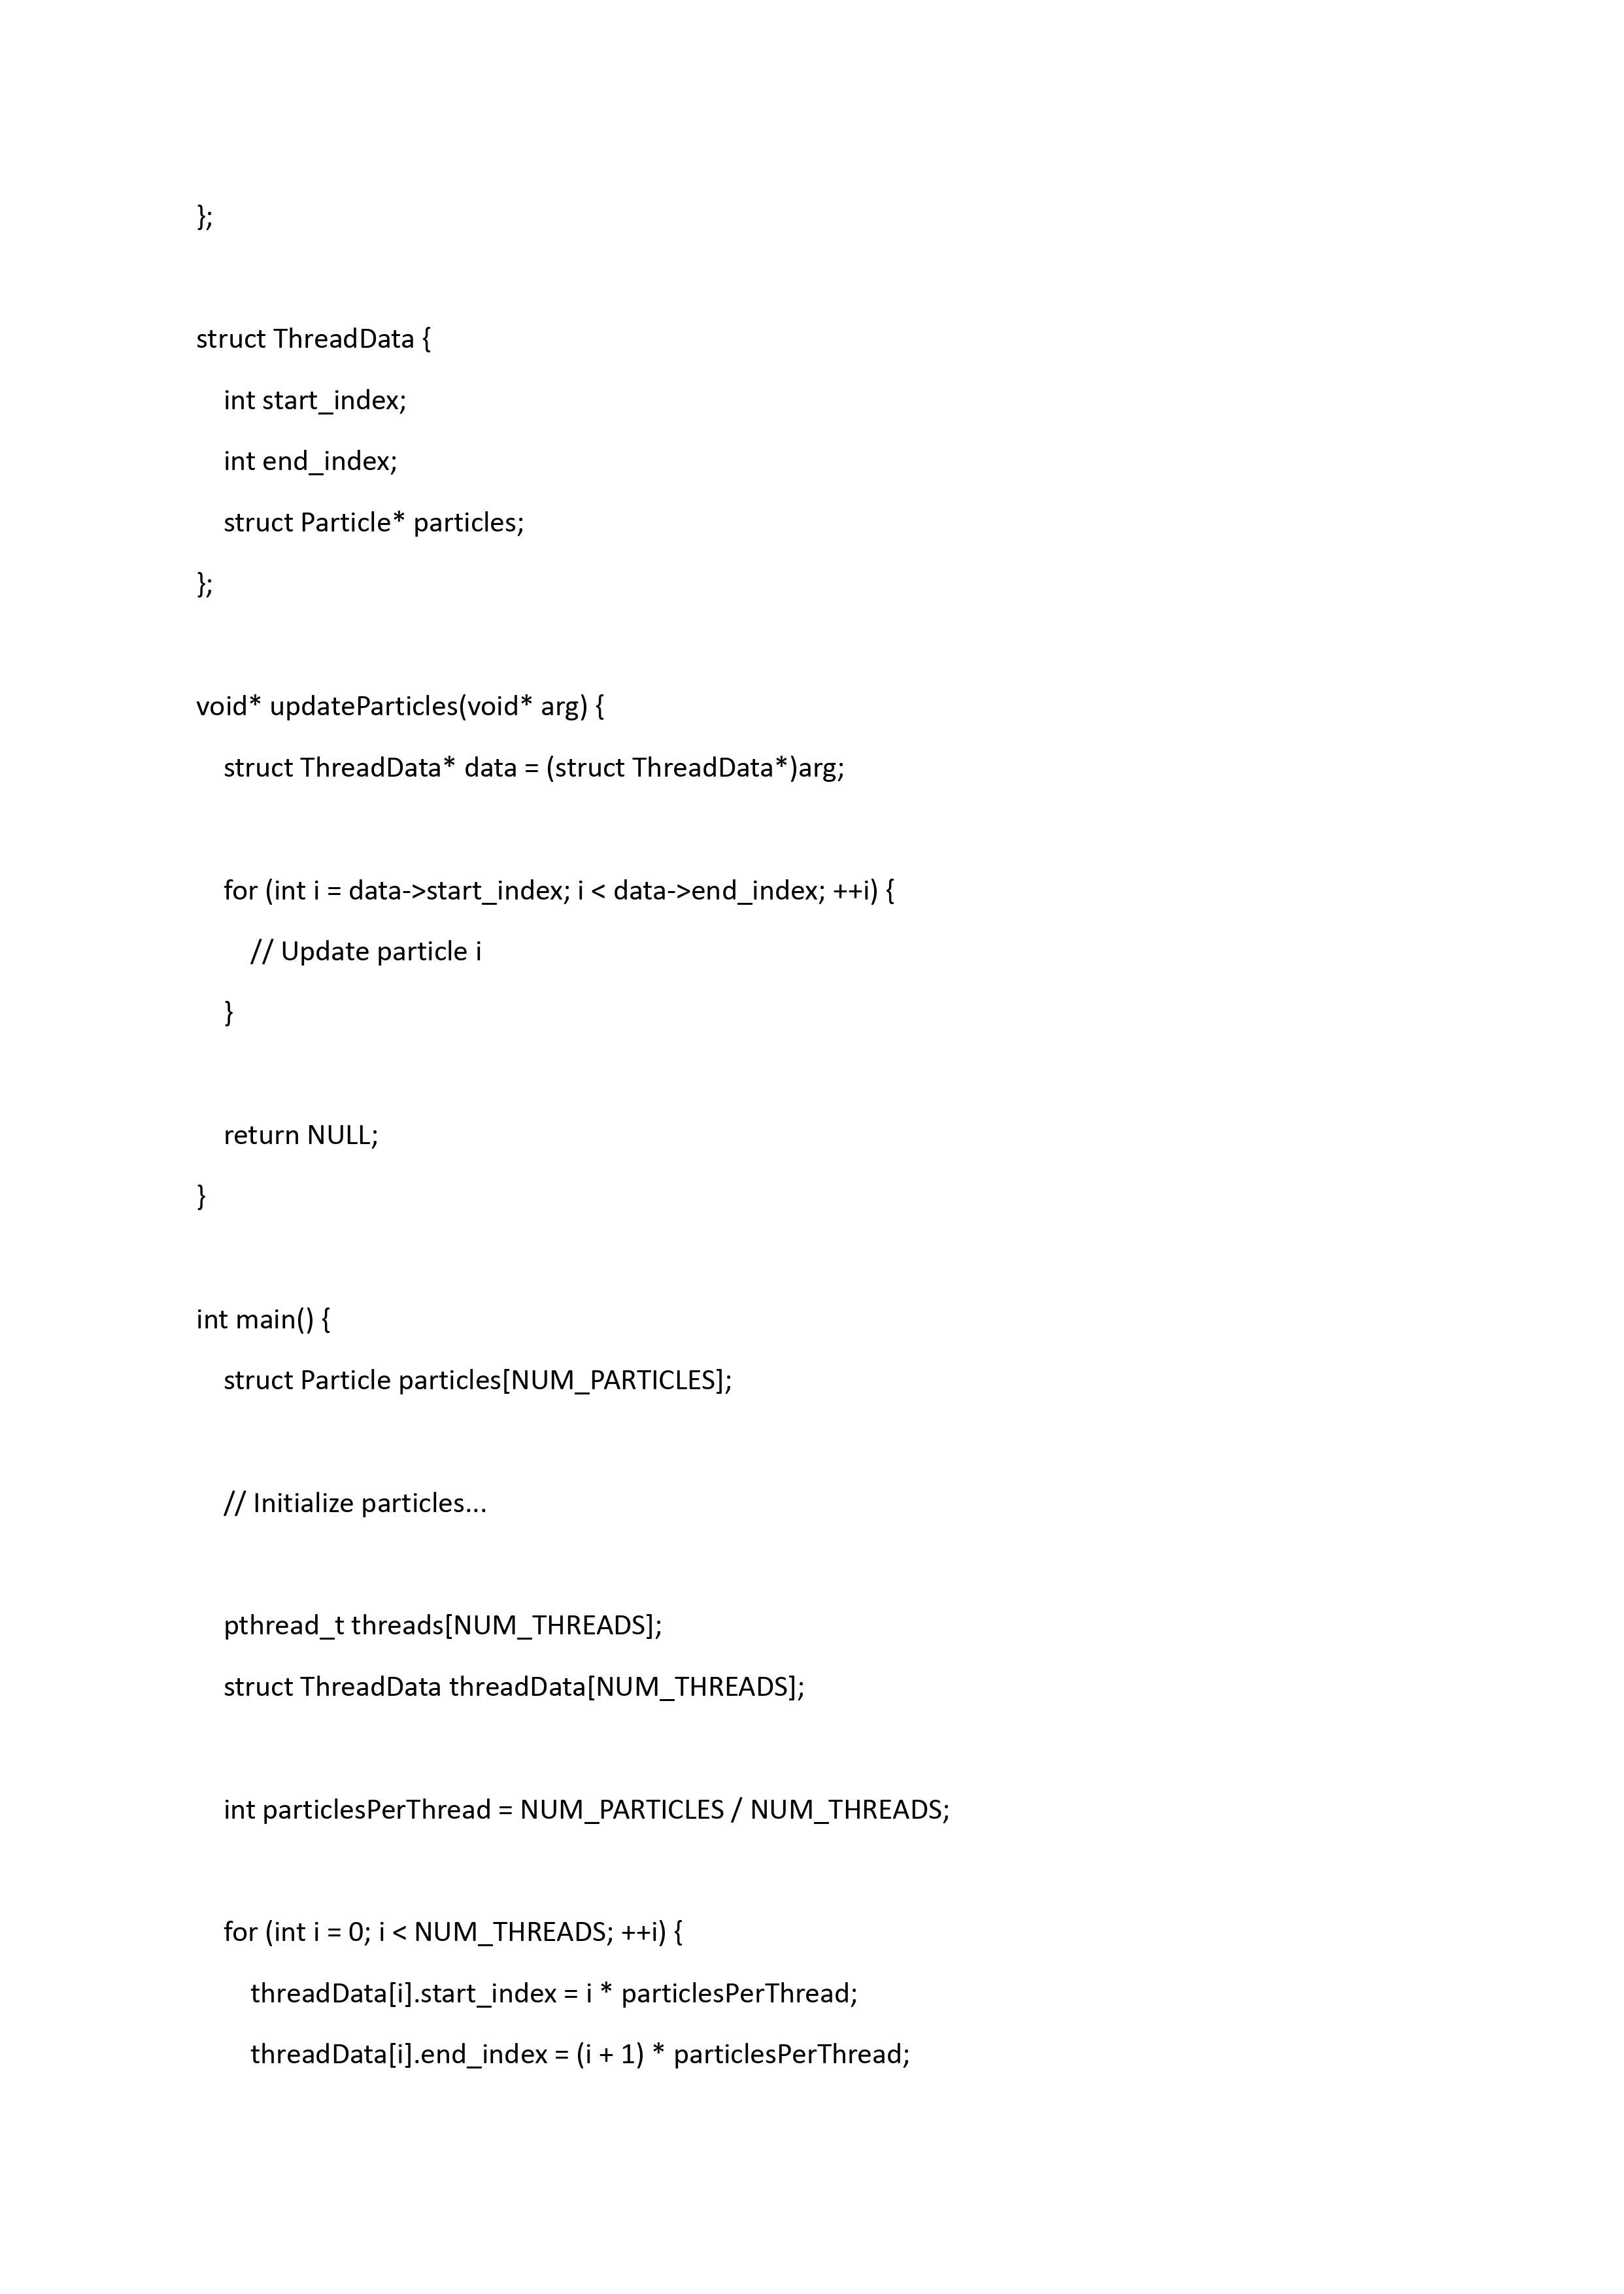 };
struct ThreadData {
int start_index;
int end_index;
struct Particle* particles;
};
void* updateParticles(void* arg) {
struct ThreadData* data = (struct ThreadData*)arg;
for (int i = data->start_index; i < data->end_index; ++i) {
// Update particle i
}
return NULL;
}
int main() {
struct Particle particles[NUM_PARTICLES];
// Initialize particles...
pthread_t threads[NUM_THREADS];
struct ThreadData threadData[NUM_THREADS];
int particlesPerThread = NUM_PARTICLES / NUM_THREADS;
for (int i = 0; i < NUM_THREADS; ++i) {
threadData[i].start_index = i * particlesPerThread;
threadData[i].end_index = (i + 1) * particlesPerThread;